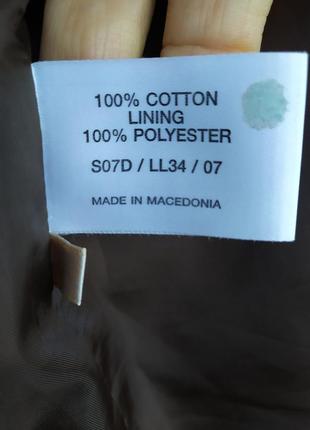 100% COTTON
LINING
100% POLYESTER
S07D / LL34 / 07
MADE IN MACEDONIA